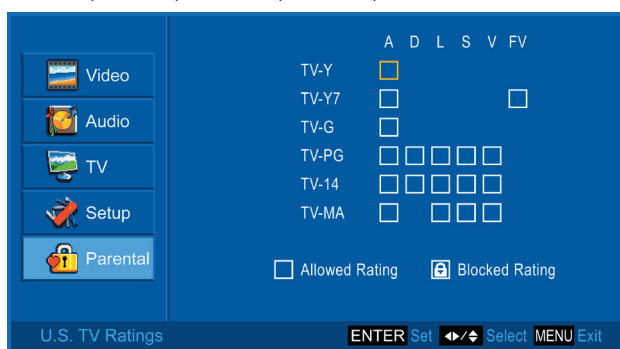 A D L S V FV
Video
TV-Y
TV-Y7
Audio
TV-G
TV-PG
TV
TV-14
Setup
TV-MA
Parental
Allowed Rating
Blocked Rating
U.S. TV Ratings
ENTER Set Select MENU Exit